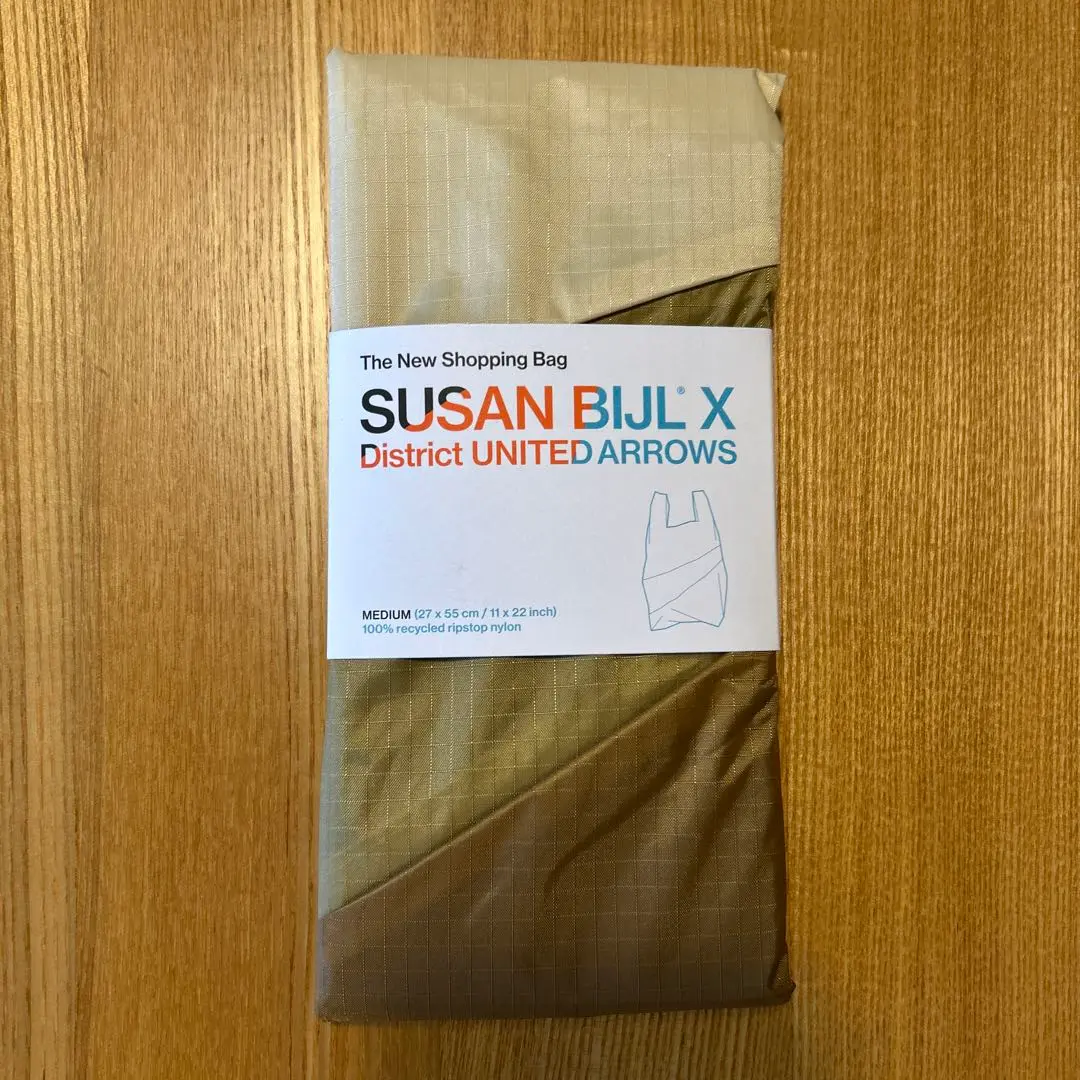 The New Shopping Bag
SUSAN BIJL® X
District UNITED ARROWS
MEDIUM (27 x 55 cm / 11 x 22 inch)
100% recycled ripstop nylon